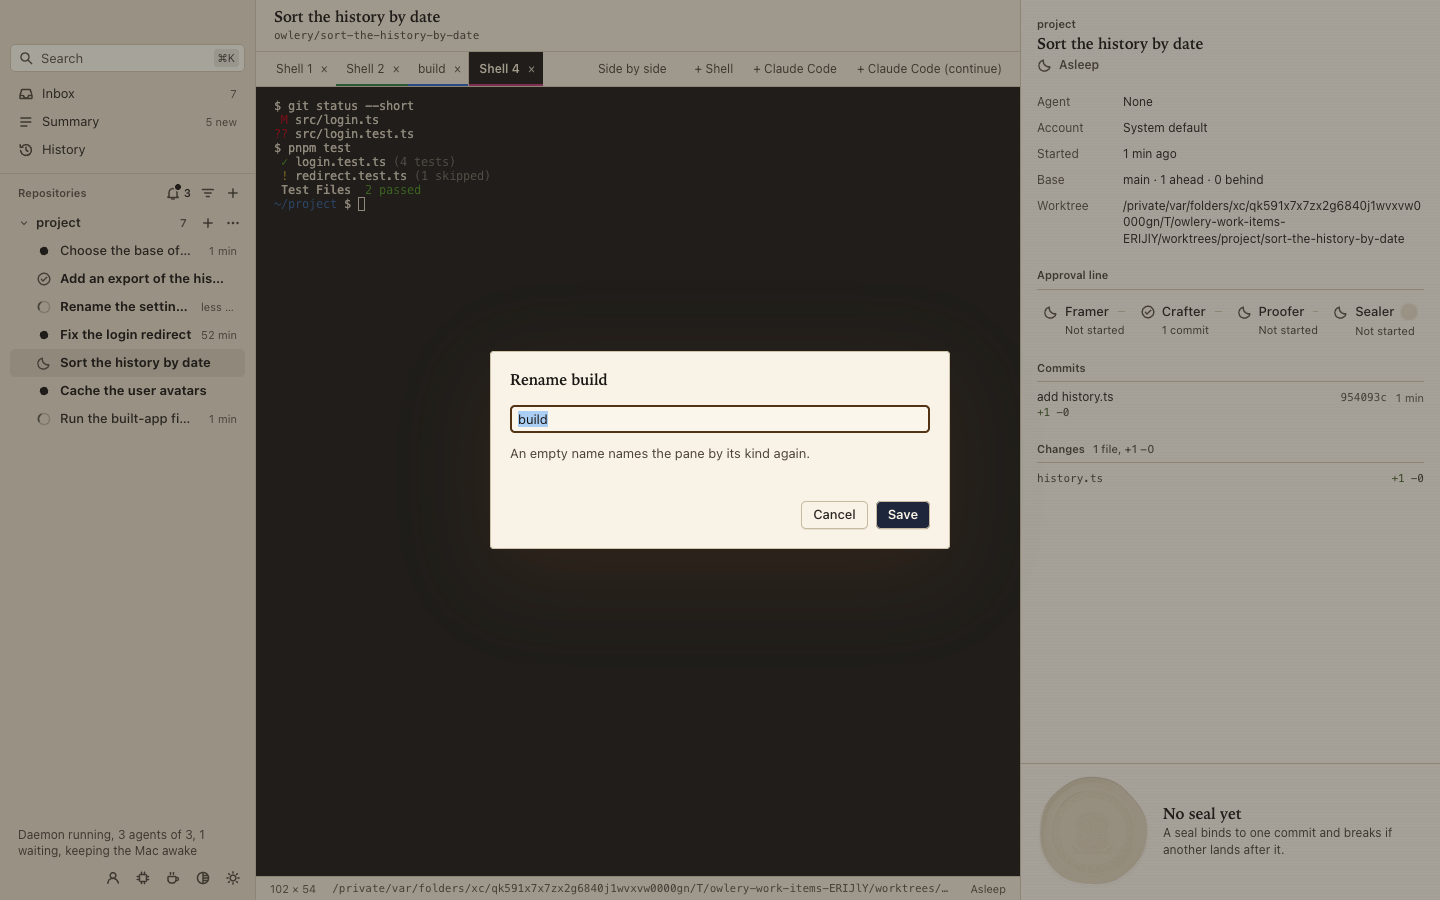 Search ⌘K
Inbox 7
Summary 5 new
History
Repositories 3
project 7
Choose the base of... 1 min
Add an export of the his...
Rename the settin... less ...
Fix the login redirect 52 min
Sort the history by date
Cache the user avatars
Run the built-app fi... 1 min
Daemon running, 3 agents of 3, 1
waiting, keeping the Mac awake
Sort the history by date
owlery/sort-the-history-by-date
Shell 1 × Shell 2 × build × Shell 4 × Side by side + Shell + Claude Code + Claude Code (continue)
$ git status --short
M src/login.ts
?? src/login.test.ts
$ pnpm test
✓ login.test.ts (4 tests)
! redirect.test.ts (1 skipped)
Test Files 2 passed
~/project $
Rename build
build
An empty name names the pane by its kind again.
Cancel Save
102 × 54 /private/var/folders/xc/qk591x7x7zx2g6840j1wvxvw0000gn/T/owlery-work-items-ERIJlY/worktrees/… Asleep
project
Sort the history by date
Asleep
Agent None
Account System default
Started 1 min ago
Base main · 1 ahead · 0 behind
Worktree /private/var/folders/xc/qk591x7x7zx2g6840j1wvxvw0
000gn/T/owlery-work-items-
ERIJlY/worktrees/project/sort-the-history-by-date
Approval line
Framer Crafter Proofer Sealer
Not started 1 commit Not started Not started
Commits
add history.ts 954093c 1 min
+1 −0
Changes 1 file, +1 −0
history.ts +1 −0
No seal yet
A seal binds to one commit and breaks if
another lands after it.